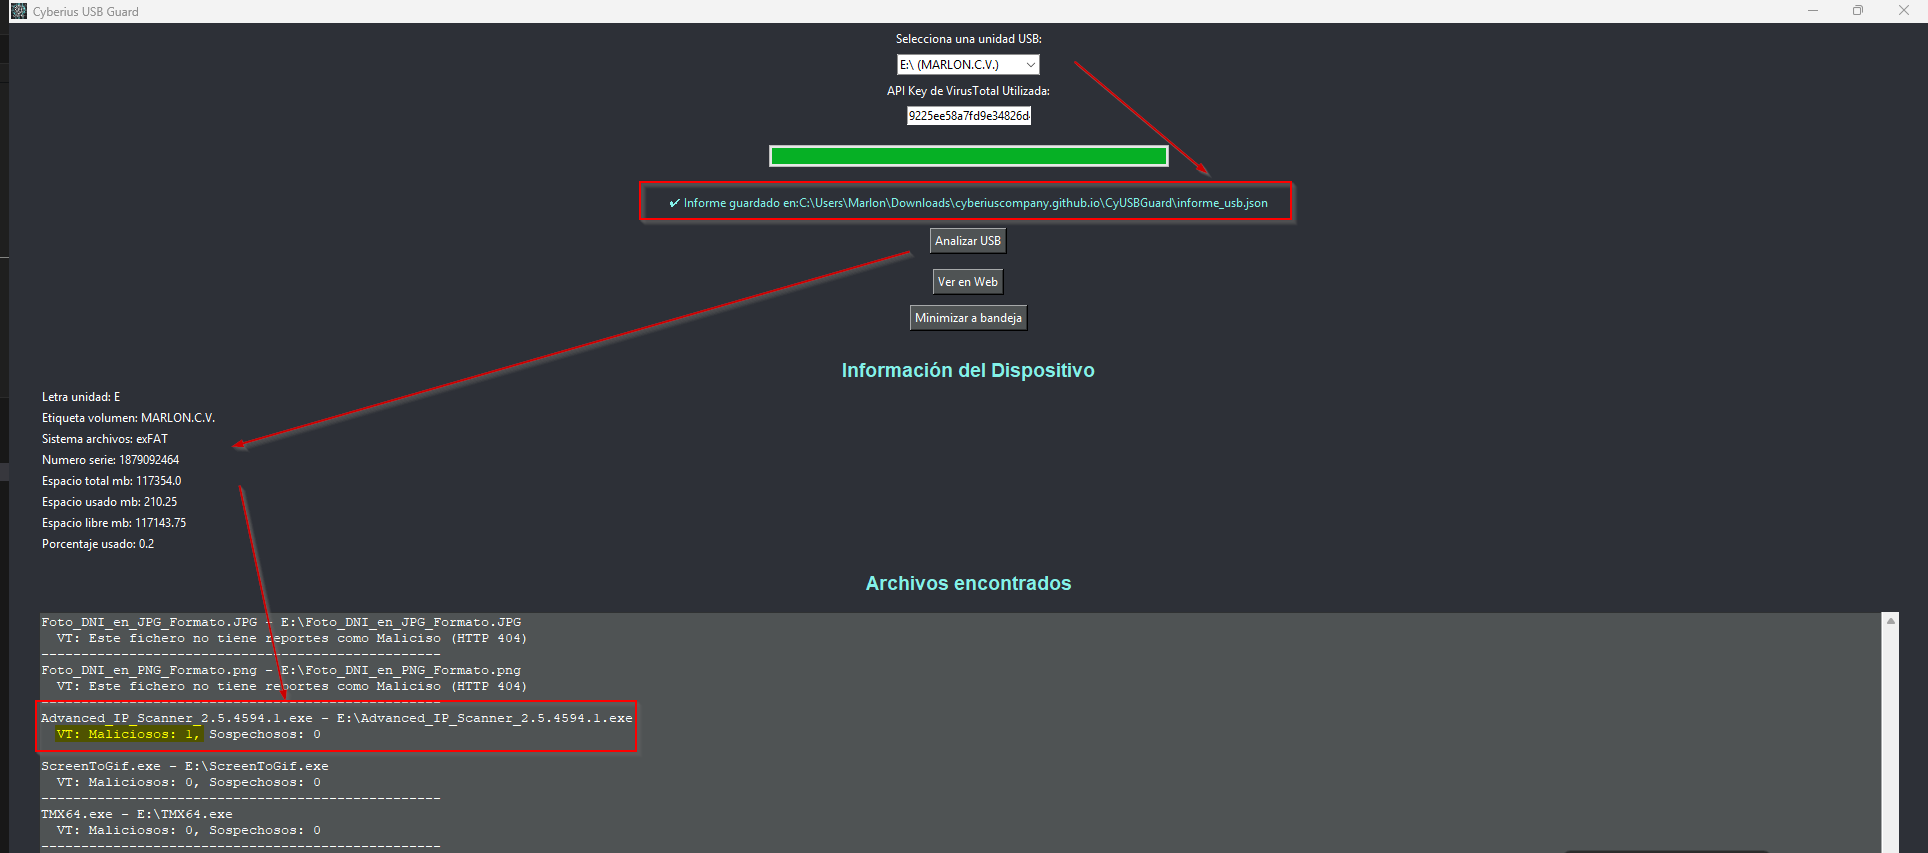 Cyberius USB Guard
Selecciona una unidad USB:
E:\ (MARLON.C.V.)
API Key de VirusTotal Utilizada:
9225ee58a7fd9e34826d
✔ Informe guardado en:C:\Users\Marlon\Downloads\cyberiuscompany.github.io\CyUSBGuard\informe_usb.json
Analizar USB
Ver en Web
Minimizar a bandeja
Información del Dispositivo
Letra unidad: E
Etiqueta volumen: MARLON.C.V.
Sistema archivos: exFAT
Numero serie: 1879092464
Espacio total mb: 117354.0
Espacio usado mb: 210.25
Espacio libre mb: 117143.75
Porcentaje usado: 0.2
Archivos encontrados
Foto_DNI_en_JPG_Formato.JPG - E:\Foto_DNI_en_JPG_Formato.JPG
VT: Este fichero no tiene reportes como Maliciso (HTTP 404)
--------------------------------------------------
Foto_DNI_en_PNG_Formato.png - E:\Foto_DNI_en_PNG_Formato.png
VT: Este fichero no tiene reportes como Maliciso (HTTP 404)
--------------------------------------------------
Advanced_IP_Scanner_2.5.4594.1.exe - E:\Advanced_IP_Scanner_2.5.4594.1.exe
VT: Maliciosos: 1, Sospechosos: 0
ScreenToGif.exe - E:\ScreenToGif.exe
VT: Maliciosos: 0, Sospechosos: 0
--------------------------------------------------
TMX64.exe - E:\TMX64.exe
VT: Maliciosos: 0, Sospechosos: 0
--------------------------------------------------